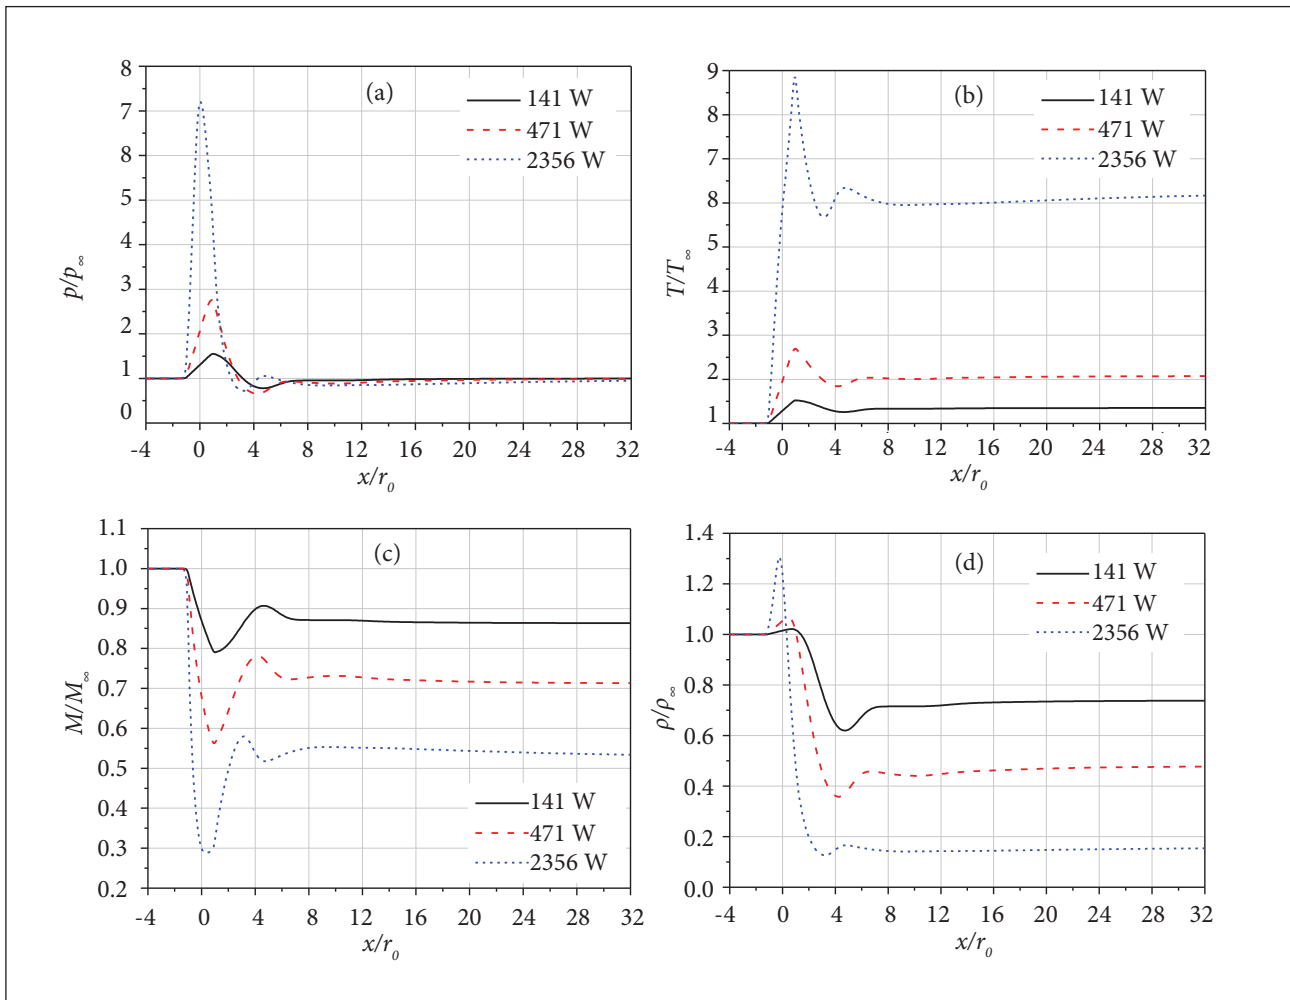 (a)
141 W
471 W
2356 W
8
7
8
5
4
3
2
1
0
p/p∞
-4 0 4 8 12 16 20 24 28 32
x/r0
(b)
141 W
471 W
2356 W
9
8
7
8
5
4
3
2
1
T/T∞
-4 0 4 8 12 16 20 24 28 32
x/r0
(c)
141 W
471 W
2356 W
1.1
1.0
0.9
0.8
0.7
0.6
0.5
0.4
0.3
0.2
M/M∞
-4 0 4 8 12 16 20 24 28 32
x/r0
(d)
141 W
471 W
2356 W
1.4
1.2
1.0
0.8
0.6
0.4
0.2
0.0
ρ/ρ∞
-4 0 4 8 12 16 20 24 28 32
x/r0